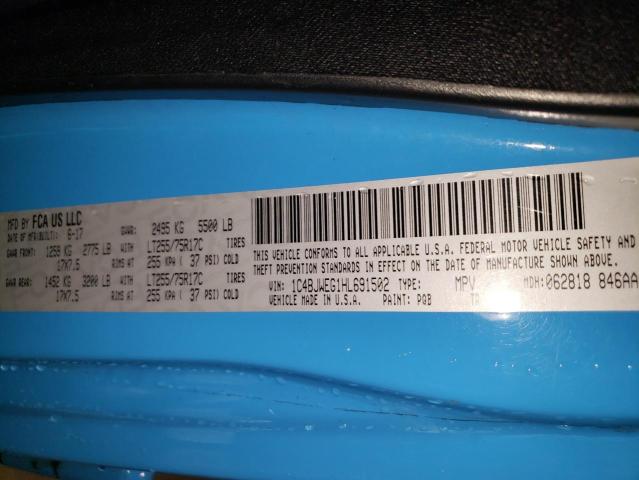 MFD BY FCA US LLC
DATE OF MFR(BUILT): 6-17 GVWR: 2495 KG 5500 LB
GAWR FRONT: 1259 KG 2775 LB WITH LT255/75R17C TIRES
17X7.5 RIMS AT 255 KPA ( 37 PSI) COLD
GAWR REAR: 1452 KG 3200 LB WITH LT255/75R17C TIRES
17X7.5 RIMS AT 255 KPA ( 37 PSI) COLD
THIS VEHICLE CONFORMS TO ALL APPLICABLE U.S.A. FEDERAL MOTOR VEHICLE SAFETY AND
THEFT PREVENTION STANDARDS IN EFFECT ON THE DATE OF MANUFACTURE SHOWN ABOVE.
VIN: 1C4BJWEG1HL691502 TYPE: MPV MDH: 062818 846AA
VEHICLE MADE IN U.S.A. PAINT: PQB